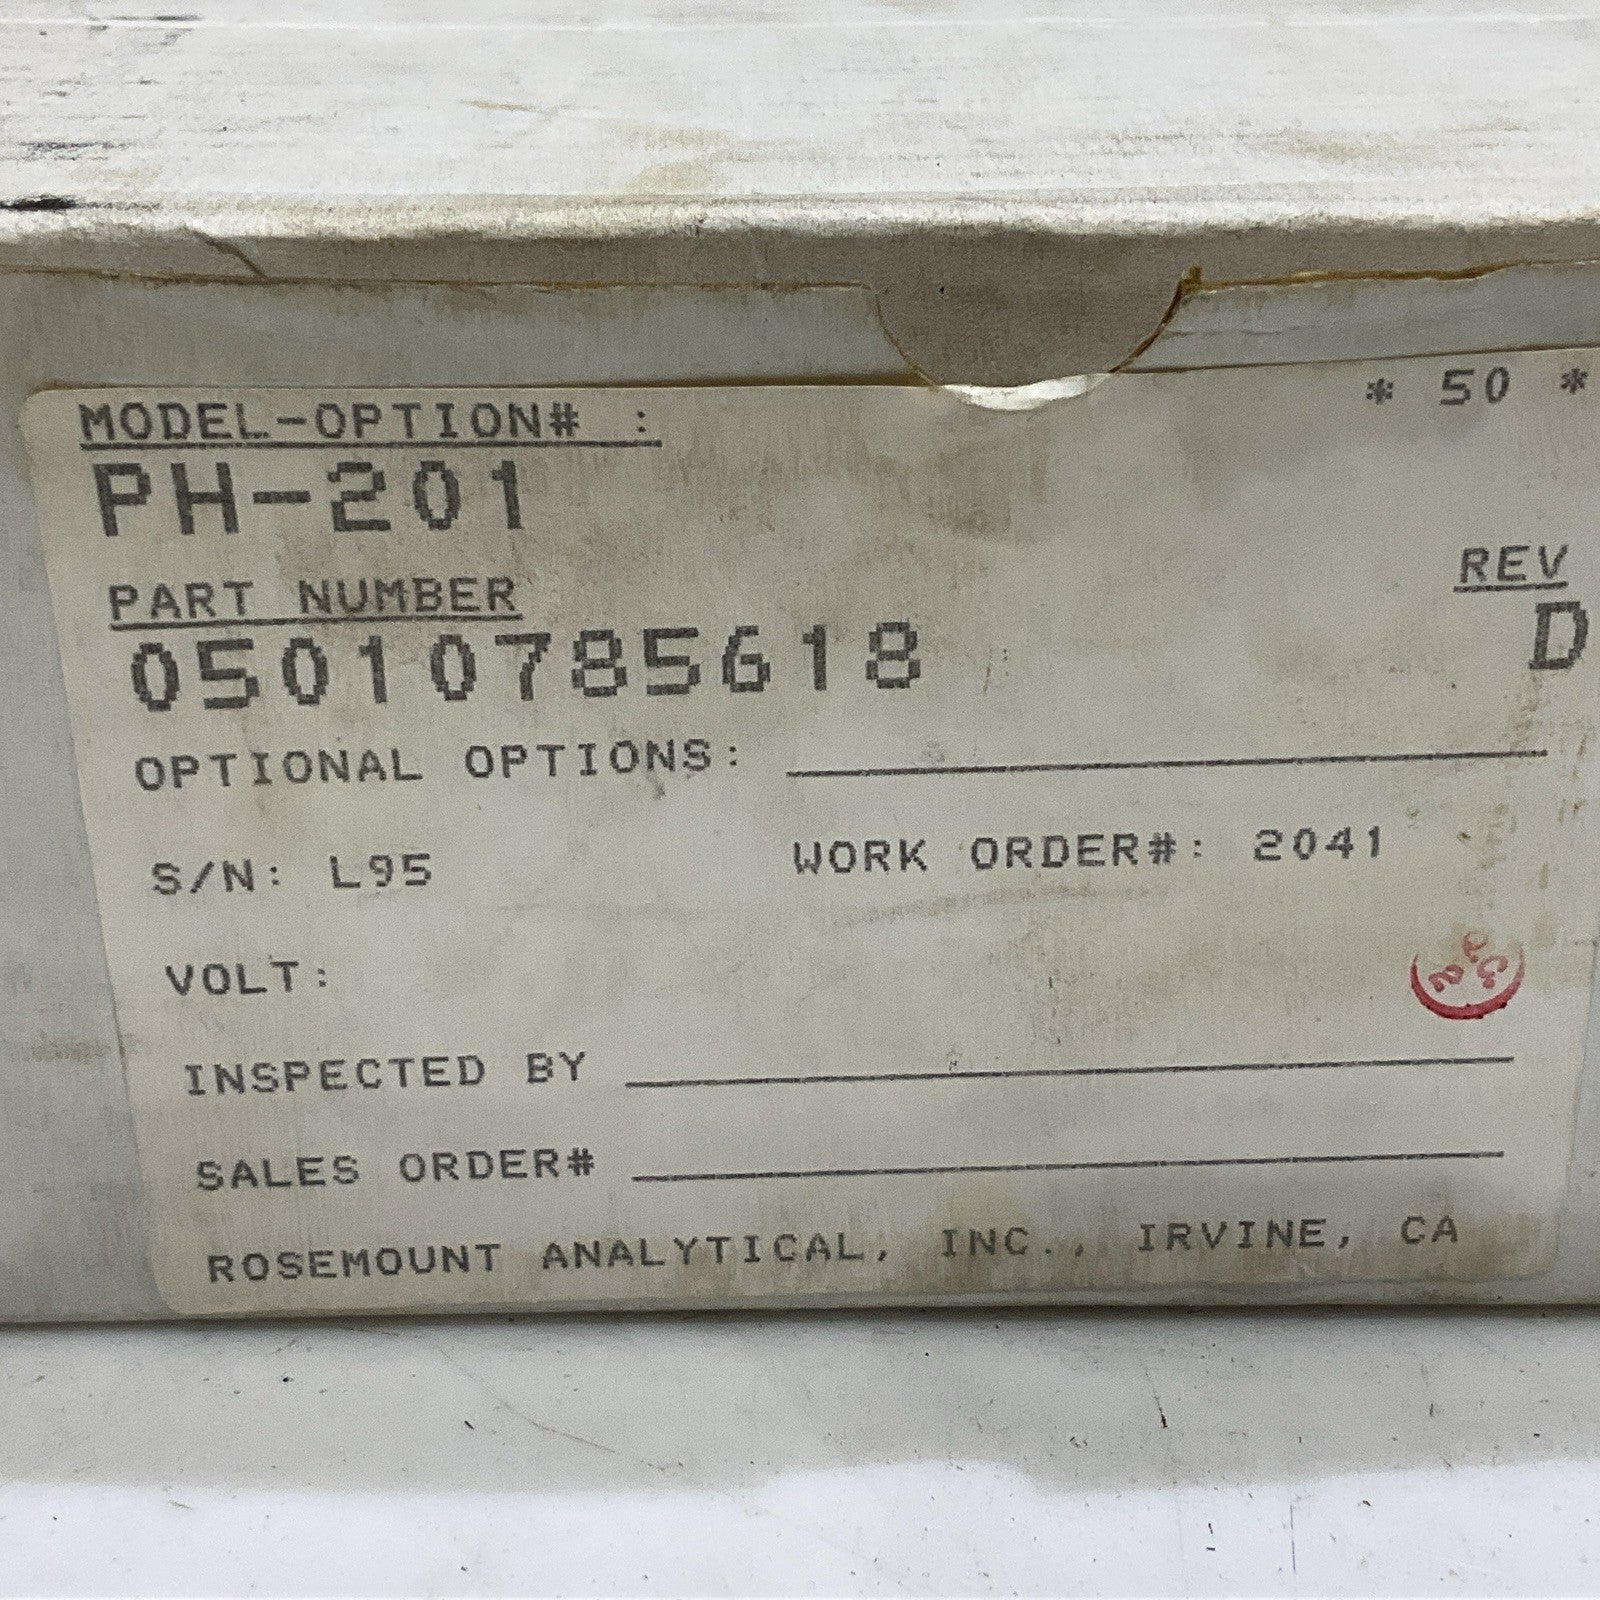 * 50 *
MODEL-OPTION# :
PH-201
PART NUMBER REV
05010785618 D
OPTIONAL OPTIONS:
S/N: L95 WORK ORDER#: 2041
VOLT:
INSPECTED BY
SALES ORDER#
ROSEMOUNT ANALYTICAL, INC., IRVINE, CA